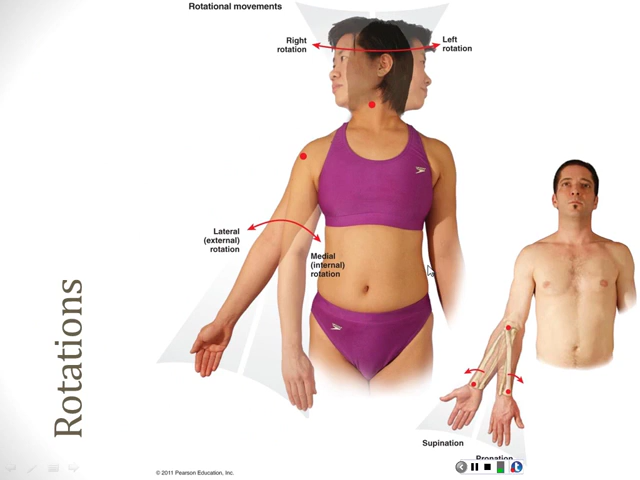 Rotational movements
Right
rotation
Left
rotation
Lateral
(external)
rotation
Medial
(internal)
rotation
Rotations
Supination
Pronation
© 2011 Pearson Education, Inc.